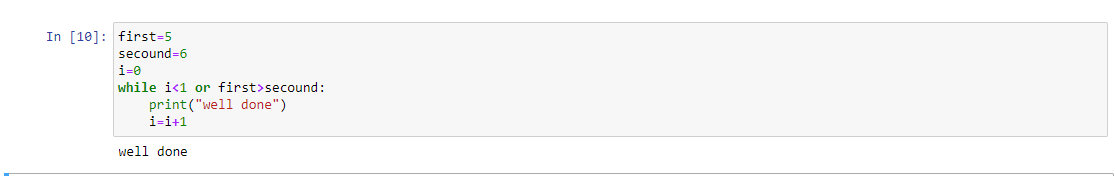 In [10]: first=5
secound=6
i=0
while i<1 or first>secound:
    print("well done")
    i=i+1
well done